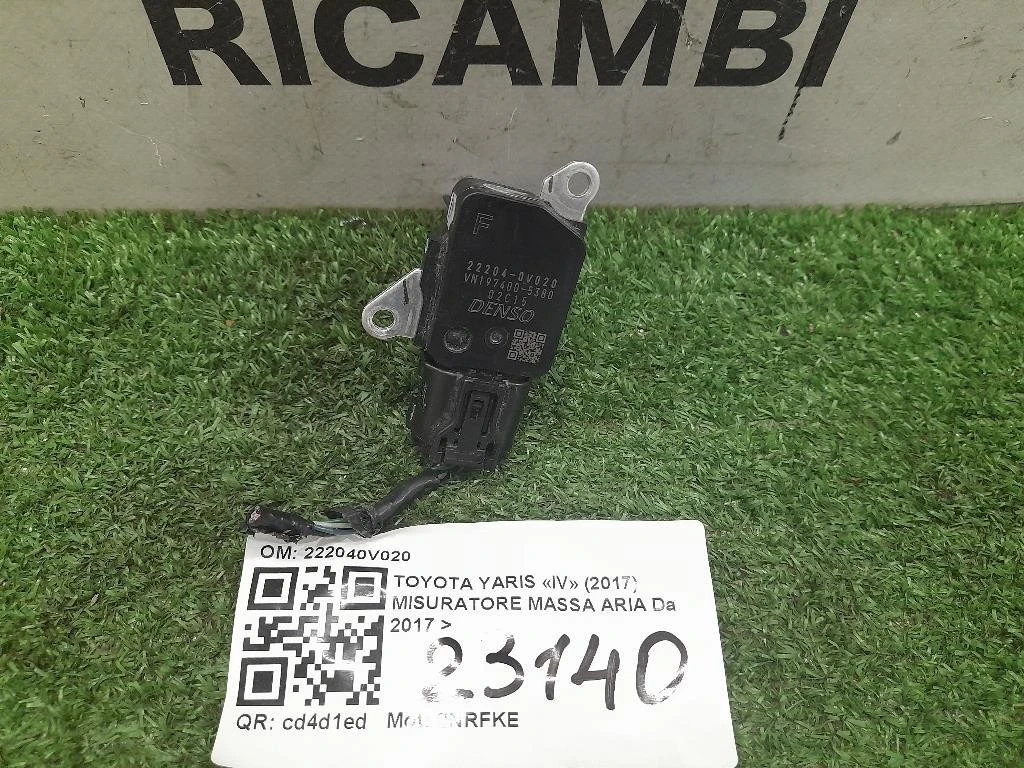 RICAMBI
F
22204-0V020
VN197400-5380
02C15
DENSO
OM: 222040V020
TOYOTA YARIS «IV» (2017)
MISURATORE MASSA ARIA Da
2017 >
23140
QR: cd4d1ed